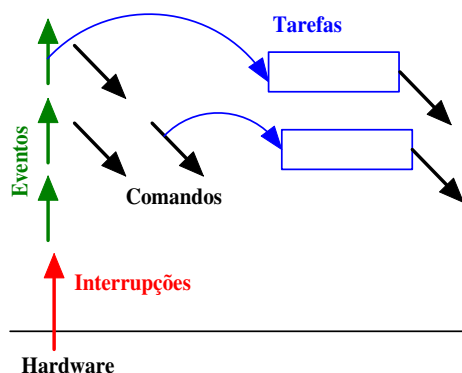 Tarefas
Eventos
Comandos
Interrupções
Hardware